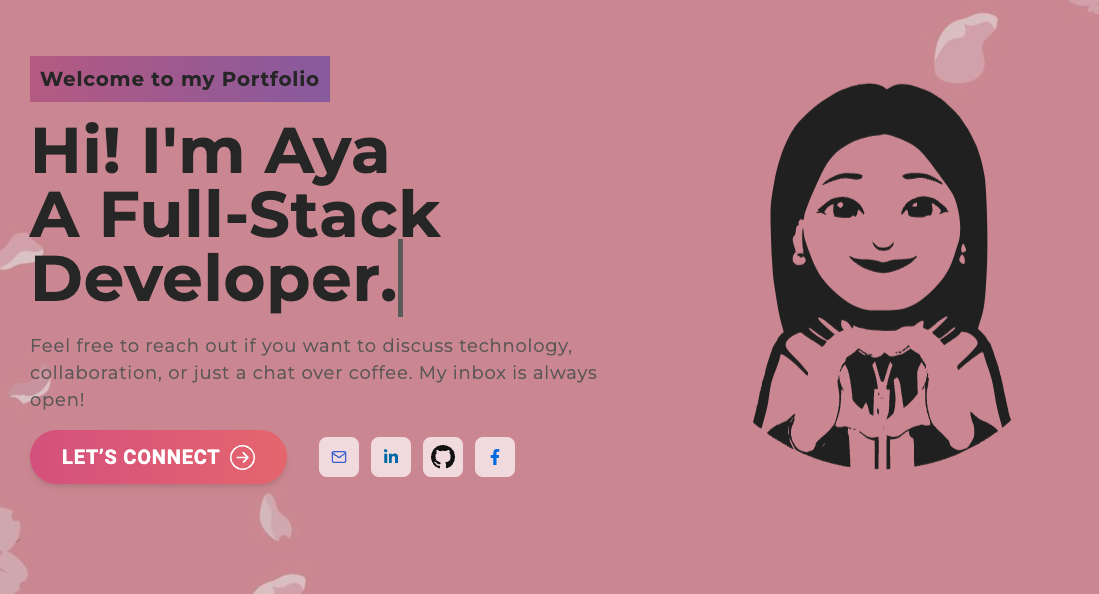 Welcome to my Portfolio
Hi! I'm Aya
A Full-Stack
Developer.
Feel free to reach out if you want to discuss technology,
collaboration, or just a chat over coffee. My inbox is always
open!
LET’S CONNECT
in
f